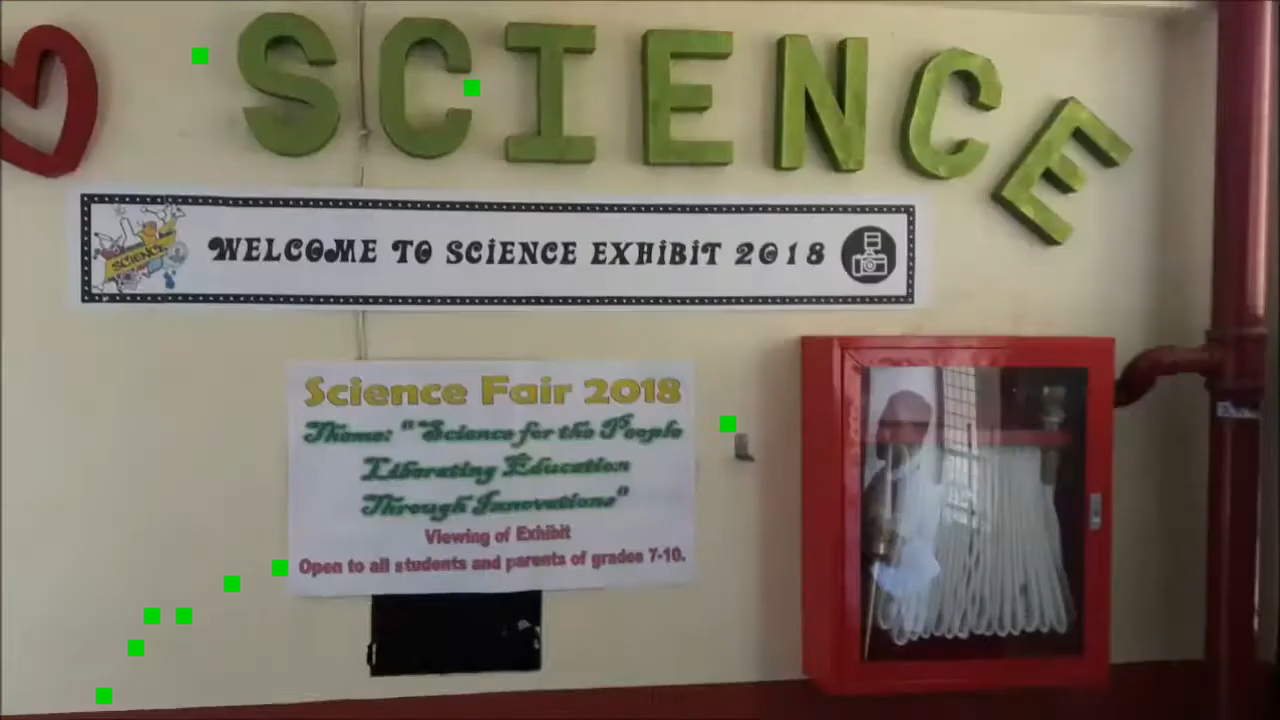 SCIENCE
SCIENCE
WELCOME TO SCIENCE EXHIBIT 2018
Science Fair 2018
Theme: "Science for the People
Liberating Education
Through Innovations"
Viewing of Exhibit
Open to all students and parents of grades 7-10.